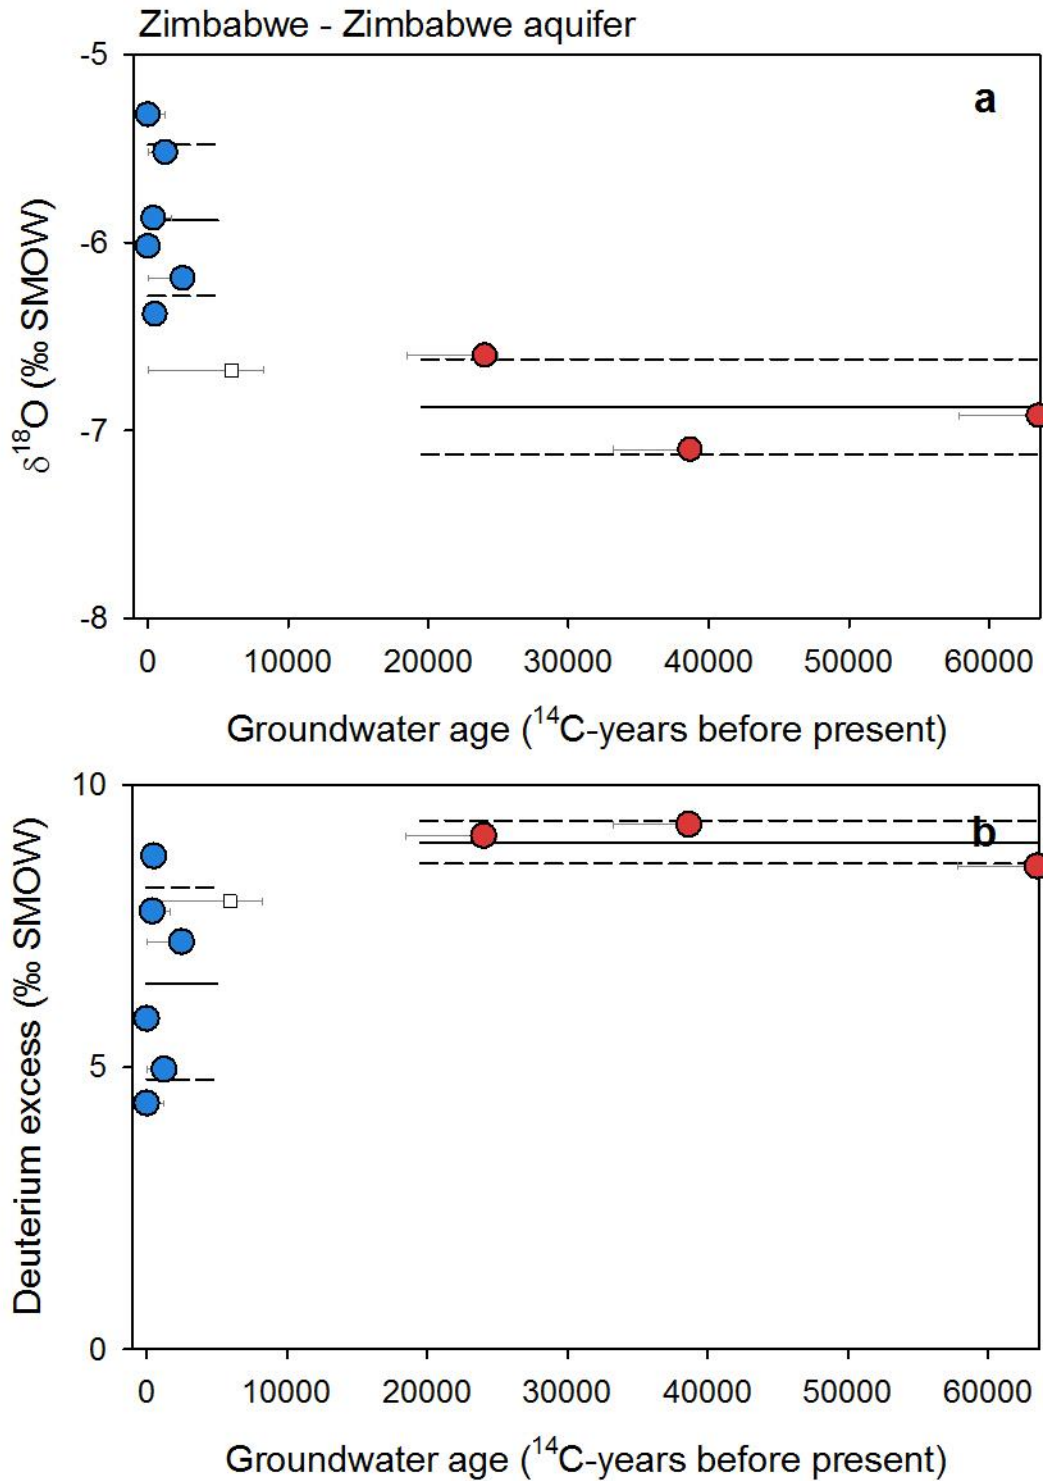 Zimbabwe - Zimbabwe aquifer
a
-5
-6
-7
-8
δ¹⁸O (‰ SMOW)
0 10000 20000 30000 40000 50000 60000
Groundwater age (¹⁴C-years before present)
b
10
5
0
Deuterium excess (‰ SMOW)
0 10000 20000 30000 40000 50000 60000
Groundwater age (¹⁴C-years before present)